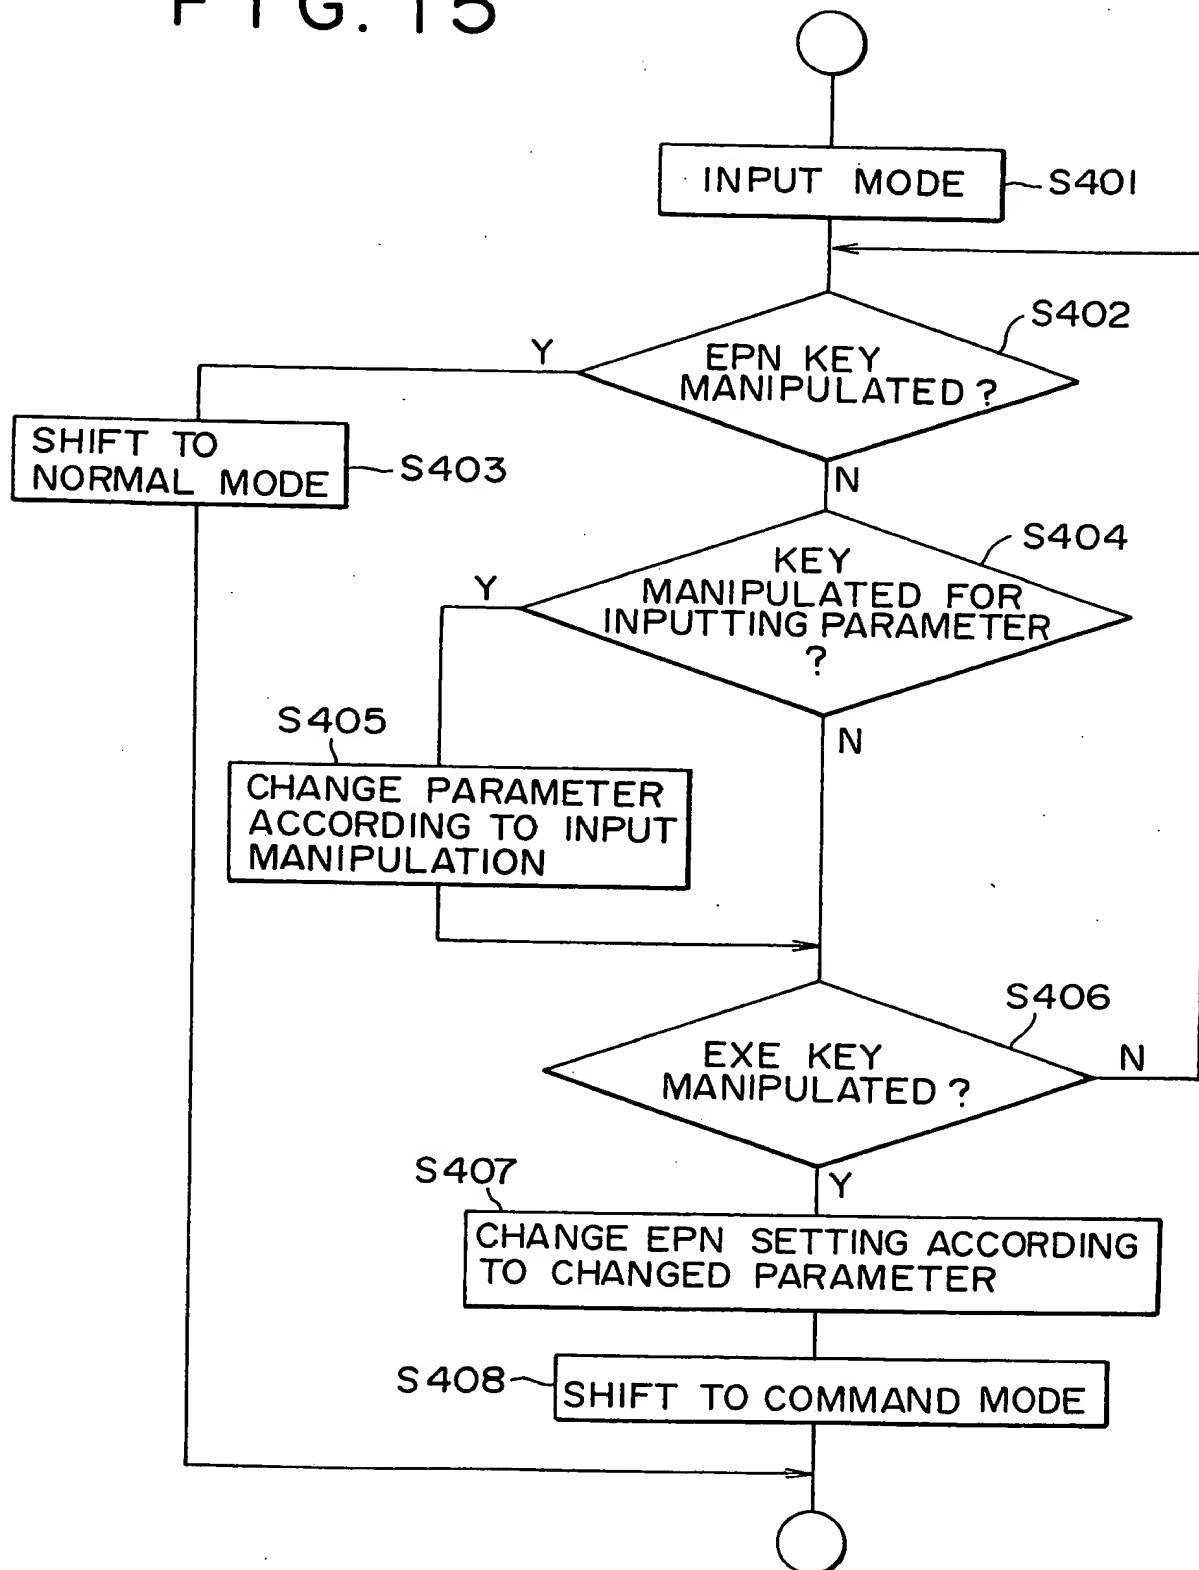 FIG. 15
INPUT MODE
S401
S402
Y
EPN KEY
MANIPULATED?
SHIFT TO
NORMAL MODE
S403
N
S404
Y
KEY
MANIPULATED FOR
INPUTTING PARAMETER
?
S405
N
CHANGE PARAMETER
ACCORDING TO INPUT
MANIPULATION
S406
EXE KEY
MANIPULATED?
N
S407
Y
CHANGE EPN SETTING ACCORDING
TO CHANGED PARAMETER
S408
SHIFT TO COMMAND MODE